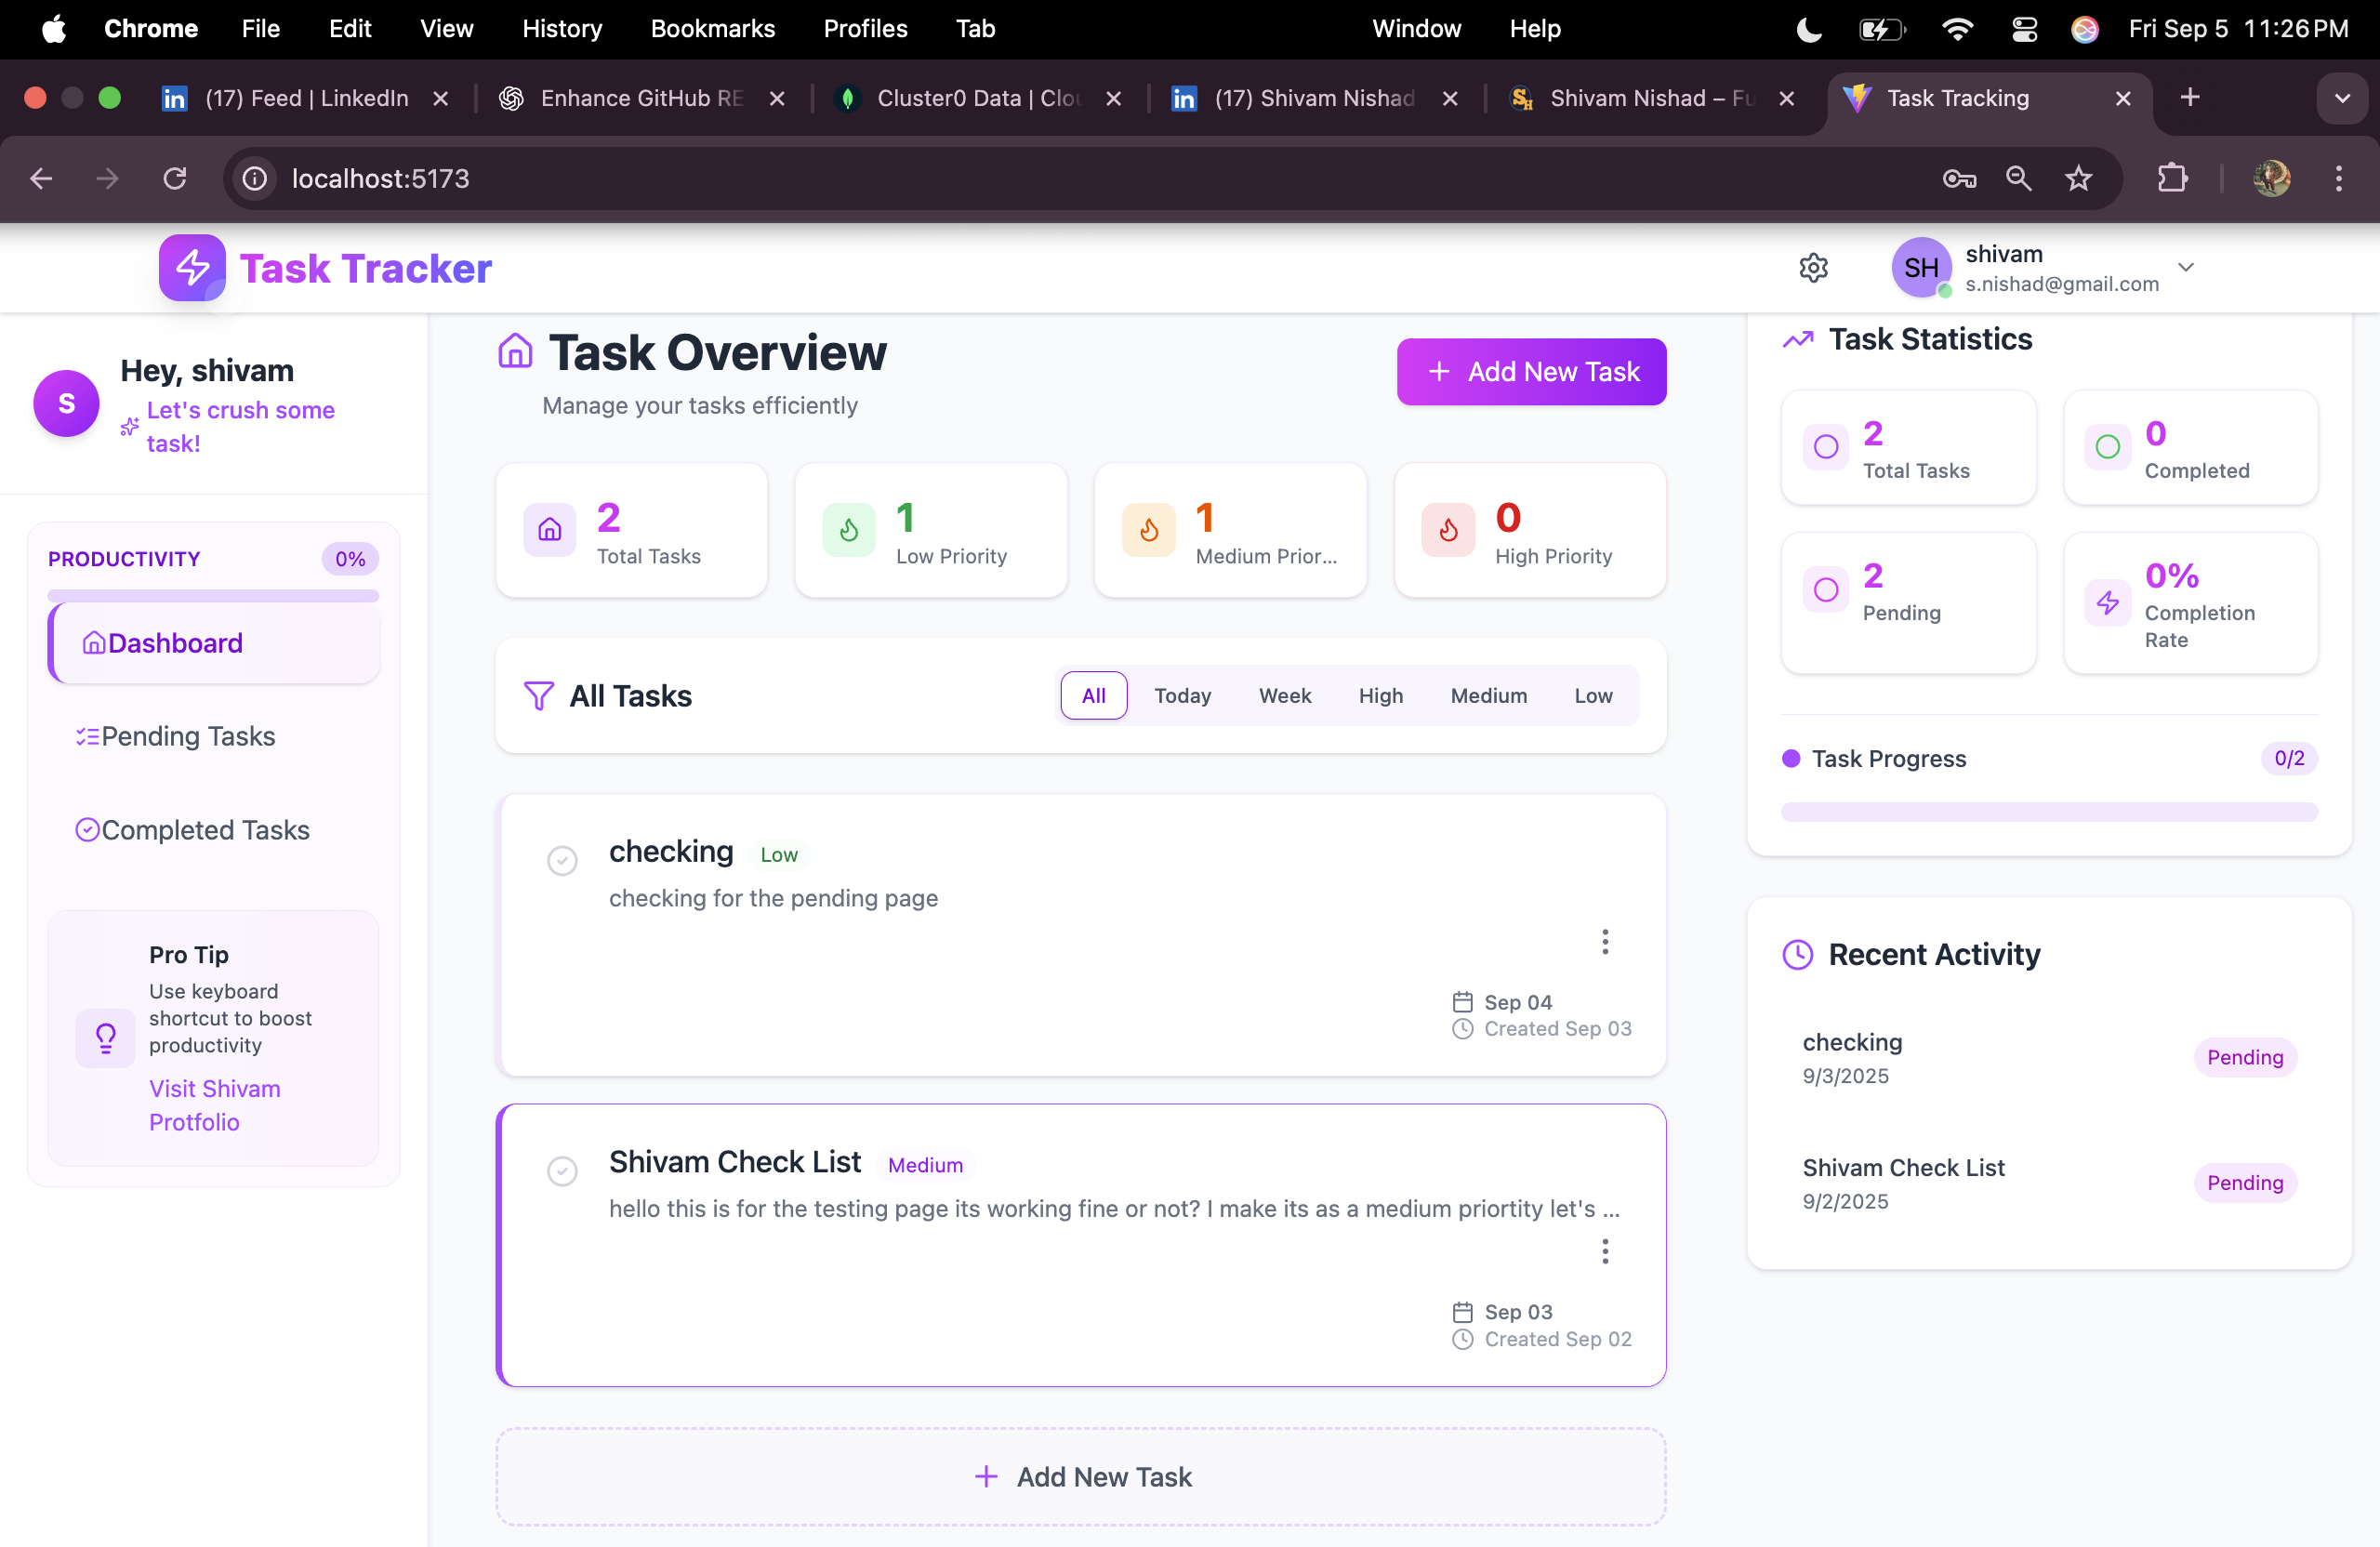 Chrome File Edit View History Bookmarks Profiles Tab Window Help Fri Sep 5 11:26 PM
(17) Feed | LinkedIn Enhance GitHub RE Cluster0 Data | Clou (17) Shivam Nishad Shivam Nishad – Fu Task Tracking
localhost:5173
Task Tracker
SH
shivam
s.nishad@gmail.com
S
Hey, shivam
Let's crush some
task!
PRODUCTIVITY 0%
Dashboard
Pending Tasks
Completed Tasks
Pro Tip
Use keyboard
shortcut to boost
productivity
Visit Shivam
Protfolio
Task Overview
Manage your tasks efficiently
+ Add New Task
2
Total Tasks
1
Low Priority
1
Medium Prior...
0
High Priority
All Tasks
All Today Week High Medium Low
checking Low
checking for the pending page
Sep 04
Created Sep 03
Shivam Check List Medium
hello this is for the testing page its working fine or not? I make its as a medium priortity let's ...
Sep 03
Created Sep 02
+ Add New Task
Task Statistics
2
Total Tasks
0
Completed
2
Pending
0%
Completion
Rate
Task Progress 0/2
Recent Activity
checking
9/3/2025
Pending
Shivam Check List
9/2/2025
Pending